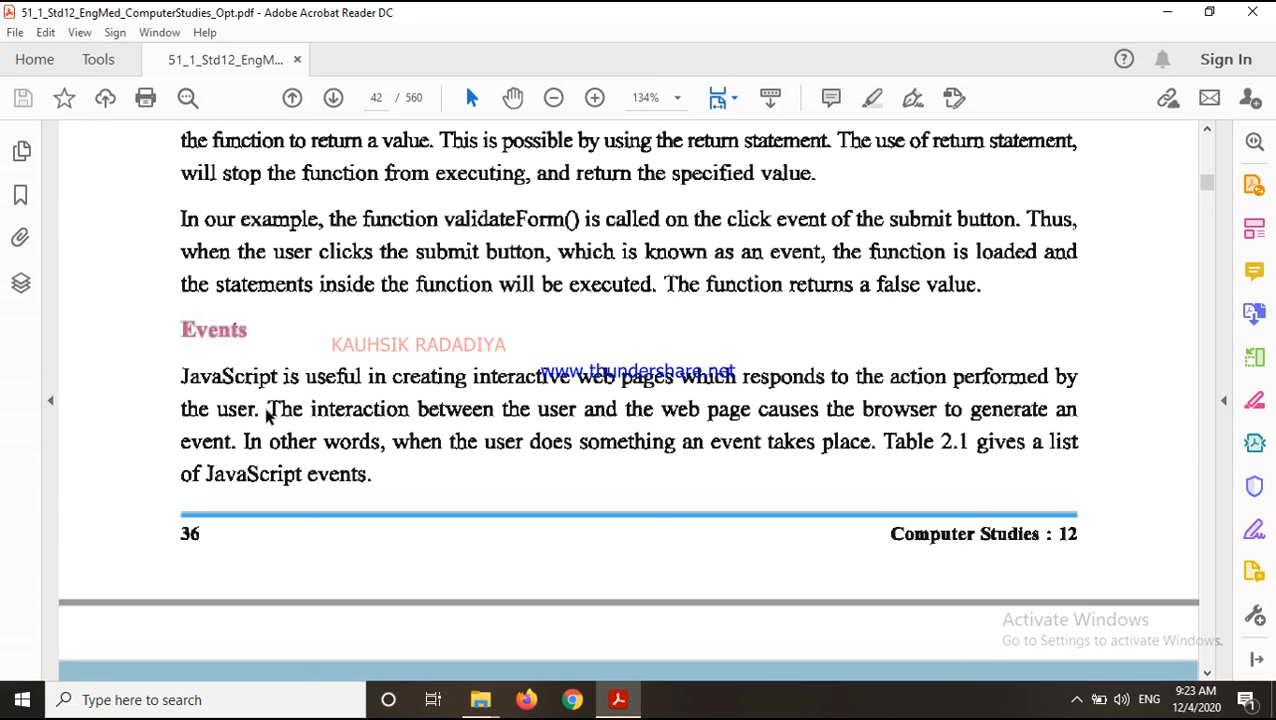 51_1_Std12_EngMed_ComputerStudies_Opt.pdf - Adobe Acrobat Reader DC
File Edit View Sign Window Help
Home Tools 51_1_Std12_EngM... × Sign In
42 / 560 134%
the function to return a value. This is possible by using the return statement. The use of return statement,
will stop the function from executing, and return the specified value.
In our example, the function validateForm() is called on the click event of the submit button. Thus,
when the user clicks the submit button, which is known as an event, the function is loaded and
the statements inside the function will be executed. The function returns a false value.
Events
KAUHSIK RADADIYA
www.thundershare.net
JavaScript is useful in creating interactive web pages which responds to the action performed by
the user. The interaction between the user and the web page causes the browser to generate an
event. In other words, when the user does something an event takes place. Table 2.1 gives a list
of JavaScript events.
36 Computer Studies : 12
Activate Windows
Go to Settings to activate Windows.
Type here to search
ENG
9:23 AM
12/4/2020
1